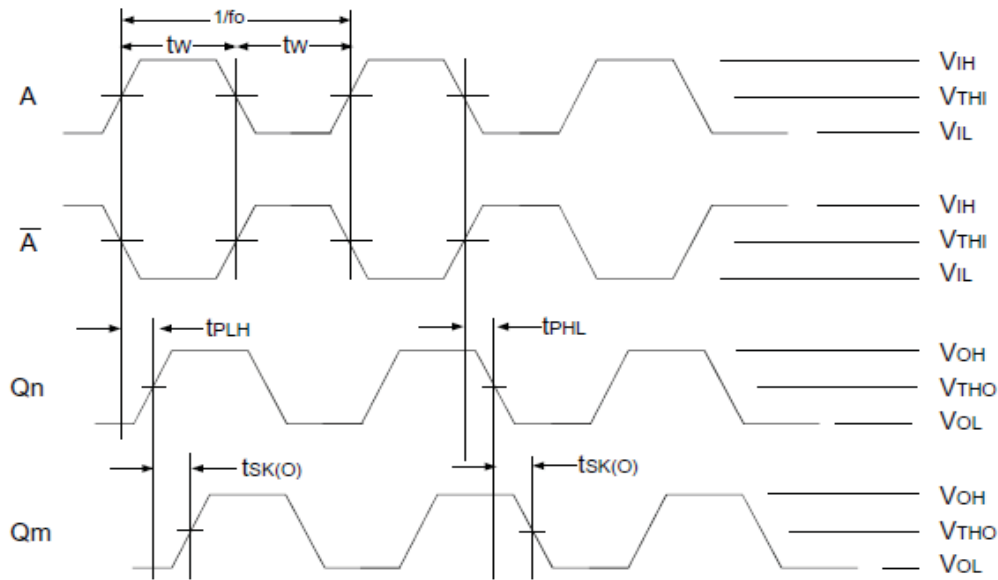 1/fo
tW tW
A VIH
VTHI
VIL
A VIH
VTHI
VIL
tPLH tPHL
Qn VOH
VTHO
VOL
tSK(O) tSK(O)
Qm VOH
VTHO
VOL